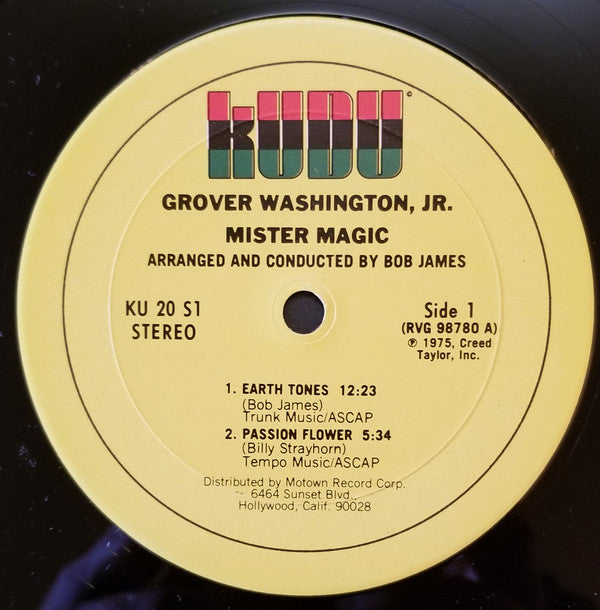 KUDU
GROVER WASHINGTON, JR.
MISTER MAGIC
ARRANGED AND CONDUCTED BY BOB JAMES
KU 20 S1
STEREO
Side 1
(RVG 98780 A)
℗ 1975, Creed
Taylor, Inc.
1. EARTH TONES 12:23
(Bob James)
Trunk Music/ASCAP
2. PASSION FLOWER 5:34
(Billy Strayhorn)
Tempo Music/ASCAP
Distributed by Motown Record Corp.
6464 Sunset Blvd.
Hollywood, Calif. 90028